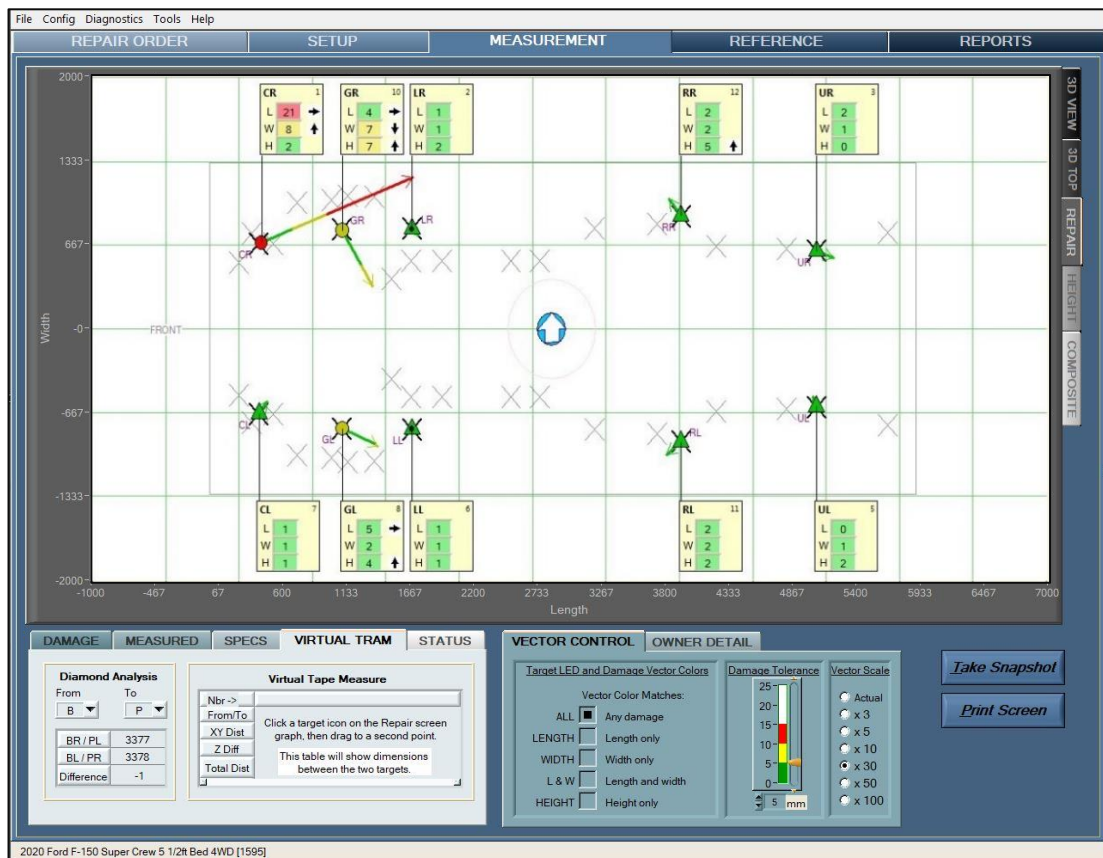 File Config Diagnostics Tools Help
REPAIR ORDER SETUP MEASUREMENT REFERENCE REPORTS
2000
1333
667
-0
-667
-1333
-2000
Width
CR 1
L 21
W 8
H 2
GR 10
L 4
W 7
H 7
LR 2
L 1
W 1
H 2
RR 12
L 2
W 2
H 5
UR 3
L 2
W 1
H 0
CR
GR
LR
RR
UR
FRONT
CL
GL
LL
RL
UL
CL 7
L 1
W 1
H 1
GL 8
L 5
W 2
H 4
LL 6
L 1
W 1
H 1
RL 11
L 2
W 2
H 2
UL 5
L 0
W 1
H 2
-1000 -467 67 600 1133 1667 2200 2733 3267 3800 4333 4867 5400 5933 6467 7000
Length
3D VIEW
3D TOP
REPAIR
HEIGHT
COMPOSITE
DAMAGE MEASURED SPECS VIRTUAL TRAM STATUS
Diamond Analysis
From To
B P
BR / PL 3377
BL / PR 3378
Difference -1
Virtual Tape Measure
Nbr ->
From/To
XY Dist
Z Diff
Total Dist
Click a target icon on the Repair screen
graph, then drag to a second point.
This table will show dimensions
between the two targets.
VECTOR CONTROL OWNER DETAIL
Target LED and Damage Vector Colors
Vector Color Matches:
ALL Any damage
LENGTH Length only
WIDTH Width only
L & W Length and width
HEIGHT Height only
Damage Tolerance
25
20
15
10
5
0
5 mm
Vector Scale
Actual
x 3
x 5
x 10
x 30
x 50
x 100
Take Snapshot
Print Screen
2020 Ford F-150 Super Crew 5 1/2ft Bed 4WD [1595]